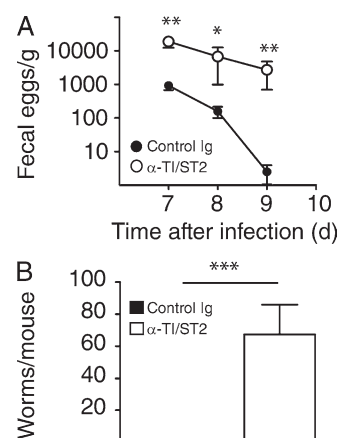 A
Fecal eggs/g
10000
1000
100
10
** * **
Control Ig
α-TI/ST2
7 8 9 10
Time after infection (d)
B
Worms/mouse
100
80
60
40
20
***
Control Ig
α-TI/ST2